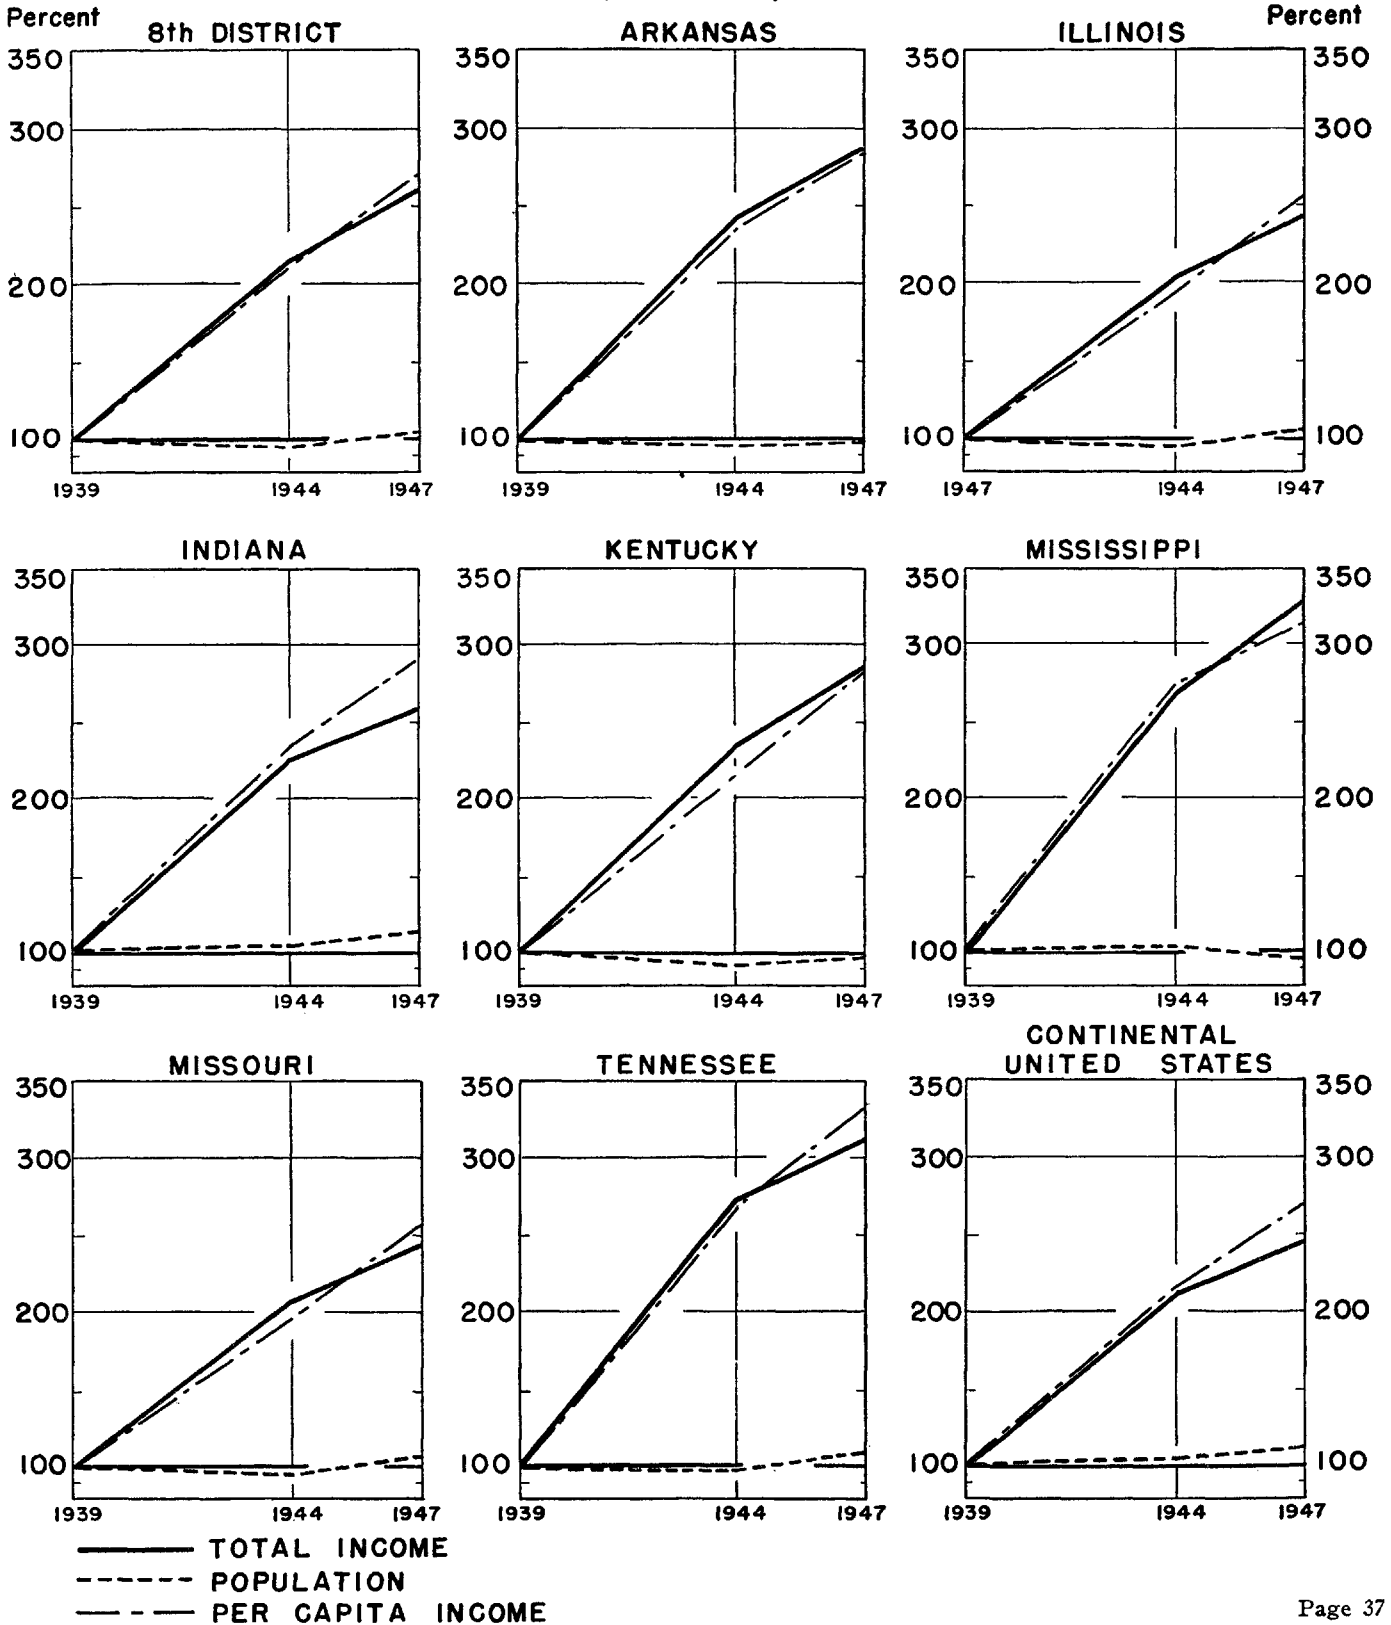 Percent Percent
8th DISTRICT ARKANSAS ILLINOIS
350 350 350 350
300 300 300 300
200 200 200 200
100 100 100 100
1939 1944 1947 1939 1944 1947 1947 1944 1947
INDIANA KENTUCKY MISSISSIPPI
350 350 350 350
300 300 300 300
200 200 200 200
100 100 100 100
1939 1944 1947 1939 1944 1947 1939 1944 1947
CONTINENTAL
MISSOURI TENNESSEE UNITED STATES
350 350 350 350
300 300 300 300
200 200 200 200
100 100 100 100
1939 1944 1947 1939 1944 1947 1939 1944 1947
TOTAL INCOME
POPULATION
PER CAPITA INCOME
Page 37